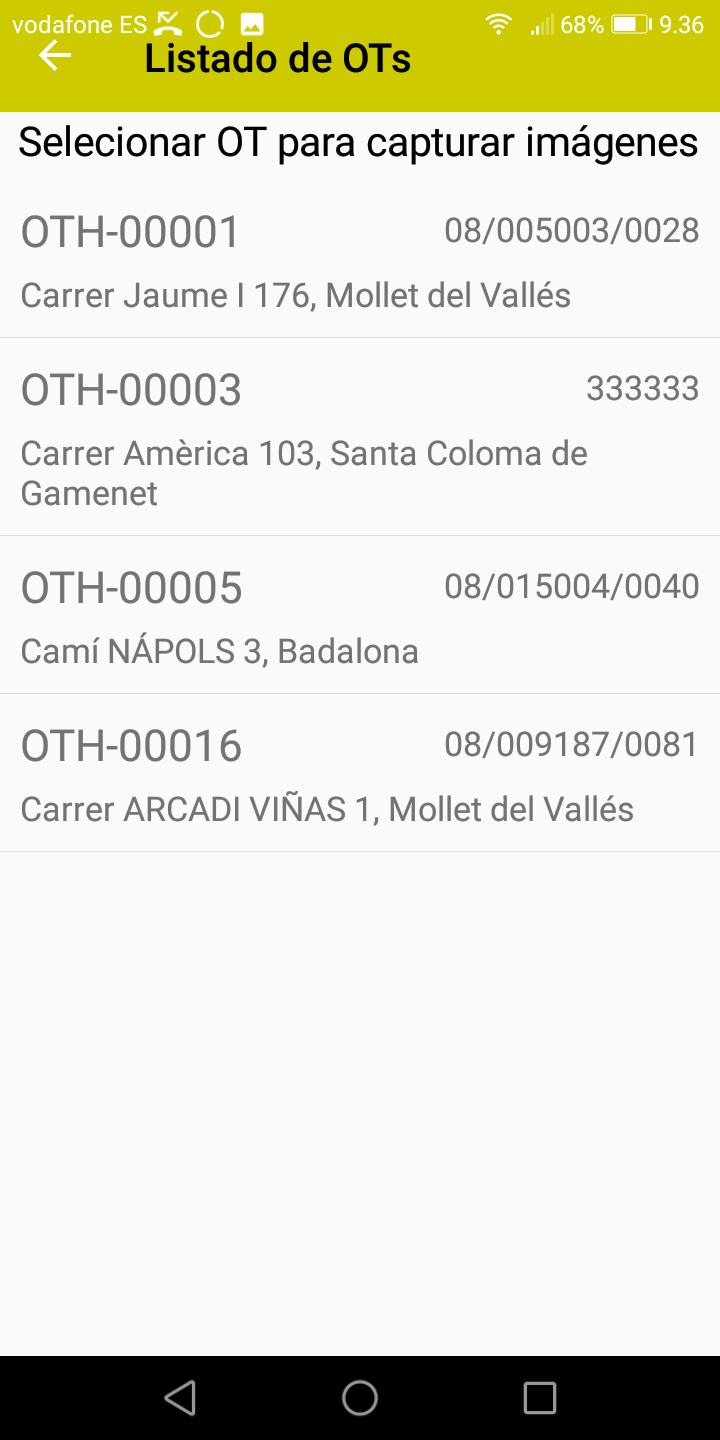 vodafone ES 68% 9.36
Listado de OTs
Selecionar OT para capturar imágenes
OTH-00001 08/005003/0028
Carrer Jaume I 176, Mollet del Vallés
OTH-00003 333333
Carrer Amèrica 103, Santa Coloma de
Gamenet
OTH-00005 08/015004/0040
Camí NÁPOLS 3, Badalona
OTH-00016 08/009187/0081
Carrer ARCADI VIÑAS 1, Mollet del Vallés